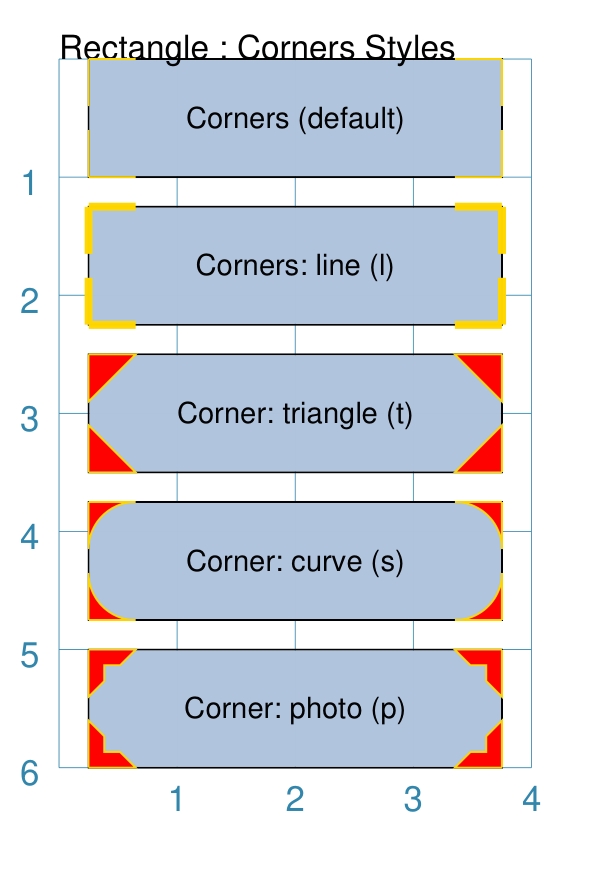 Rectangle : Corners Styles
Corners (default)
1
Corners: line (l)
2
Corner: triangle (t)
3
Corner: curve (s)
4
5
Corner: photo (p)
6
1 2 3 4